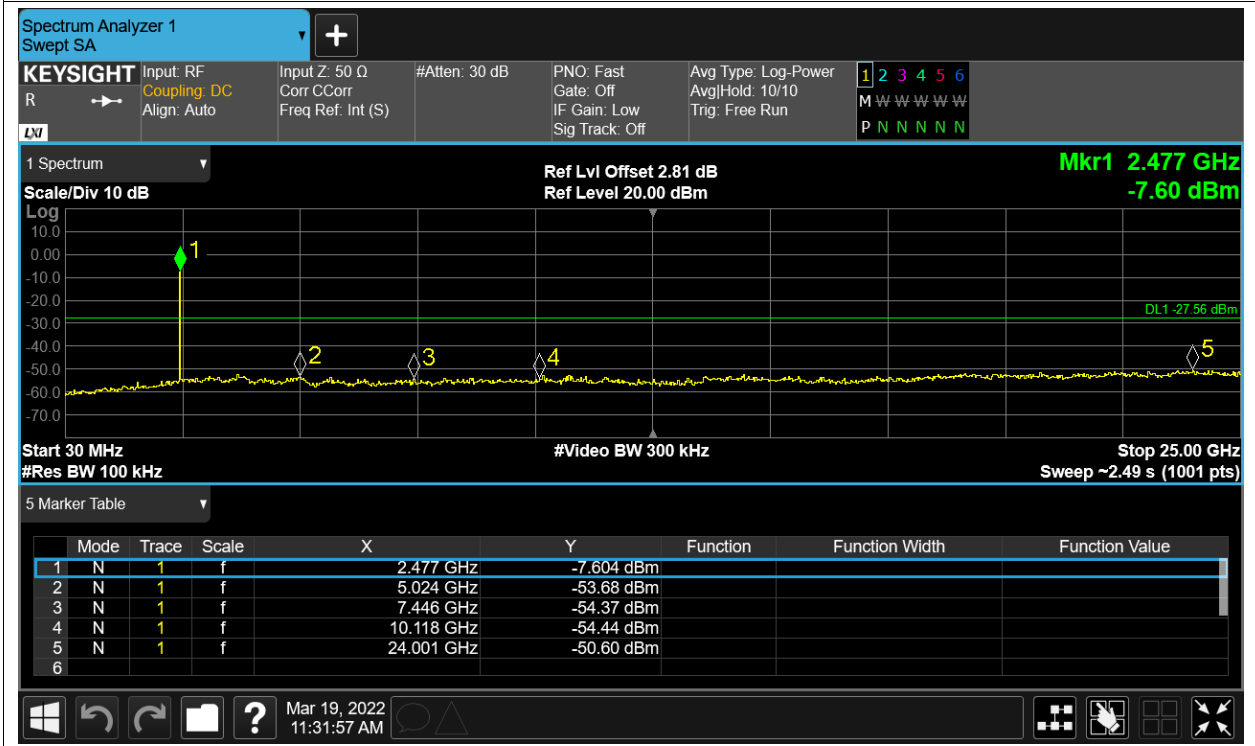 Spectrum Analyzer 1
Swept SA
+
KEYSIGHT
R
LXI
Input: RF
Coupling: DC
Align: Auto
Input Z: 50 Ω
Corr CCorr
Freq Ref: Int (S)
#Atten: 30 dB
PNO: Fast
Gate: Off
IF Gain: Low
Sig Track: Off
Avg Type: Log-Power
Avg|Hold: 10/10
Trig: Free Run
1 2 3 4 5 6
M W W W W W
P N N N N N
1 Spectrum
Scale/Div 10 dB
Ref Lvl Offset 2.81 dB
Ref Level 20.00 dBm
Mkr1 2.477 GHz
-7.60 dBm
Log
10.0
0.00
-10.0
-20.0
-30.0
-40.0
-50.0
-60.0
-70.0
1
DL1 -27.56 dBm
2
3
4
5
Start 30 MHz
#Res BW 100 kHz
#Video BW 300 kHz
Stop 25.00 GHz
Sweep ~2.49 s (1001 pts)
5 Marker Table
Mode Trace Scale X Y Function Function Width Function Value
1 N 1 f 2.477 GHz -7.604 dBm
2 N 1 f 5.024 GHz -53.68 dBm
3 N 1 f 7.446 GHz -54.37 dBm
4 N 1 f 10.118 GHz -54.44 dBm
5 N 1 f 24.001 GHz -50.60 dBm
6
?
Mar 19, 2022
11:31:57 AM